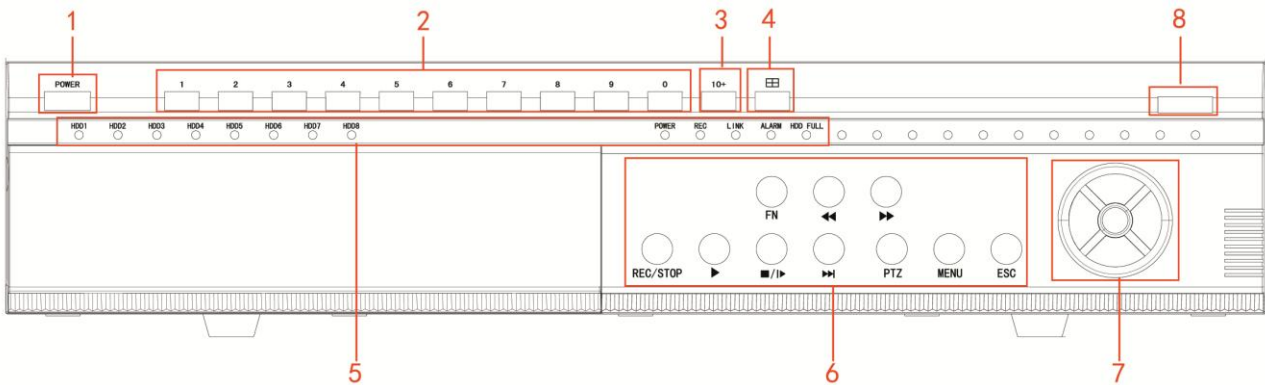 1 2 3 4 8
POWER 1 2 3 4 5 6 7 8 9 0 10+
HDD1 HDD2 HDD3 HDD4 HDD5 HDD6 HDD7 HDD8 POWER REC LINK ALARM HDD FULL
FN
REC/STOP PTZ MENU ESC
5 6 7